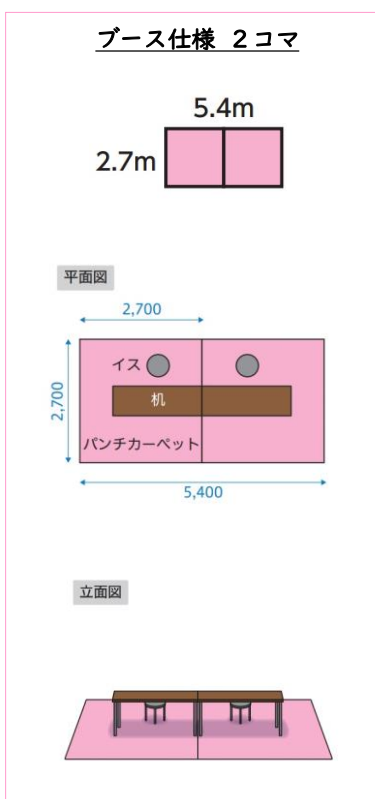 ブース仕様 2コマ
5.4m
2.7m
平面図
2,700
2,700
イス
机
パンチカーペット
5,400
立面図